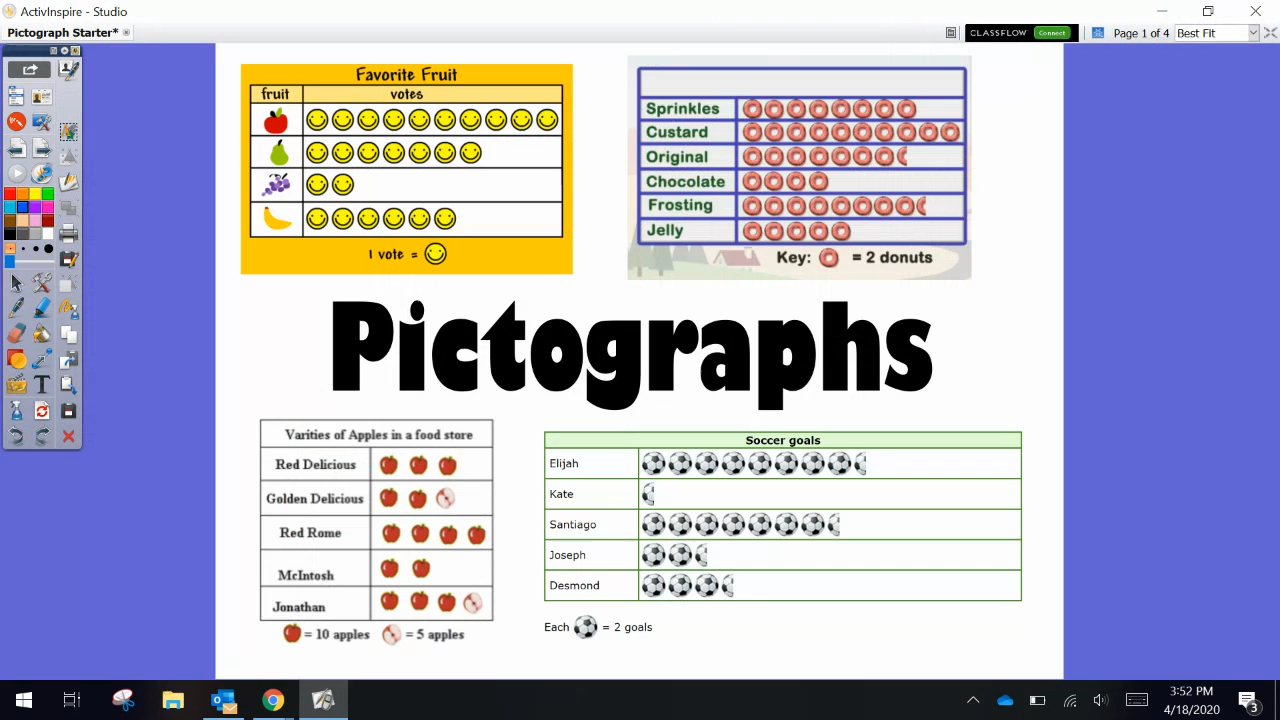 ActivInspire - Studio
Pictograph Starter*
CLASSFLOW Connect
Page 1 of 4 Best Fit
Favorite Fruit
fruit votes
1 vote =
Sprinkles
Custard
Original
Chocolate
Frosting
Jelly
Key: = 2 donuts
Pictographs
Varities of Apples in a food store
Red Delicious
Golden Delicious
Red Rome
McIntosh
Jonathan
= 10 apples = 5 apples
Soccer goals
Elijah
Kate
Santiago
Joseph
Desmond
Each = 2 goals
3:52 PM
4/18/2020
3